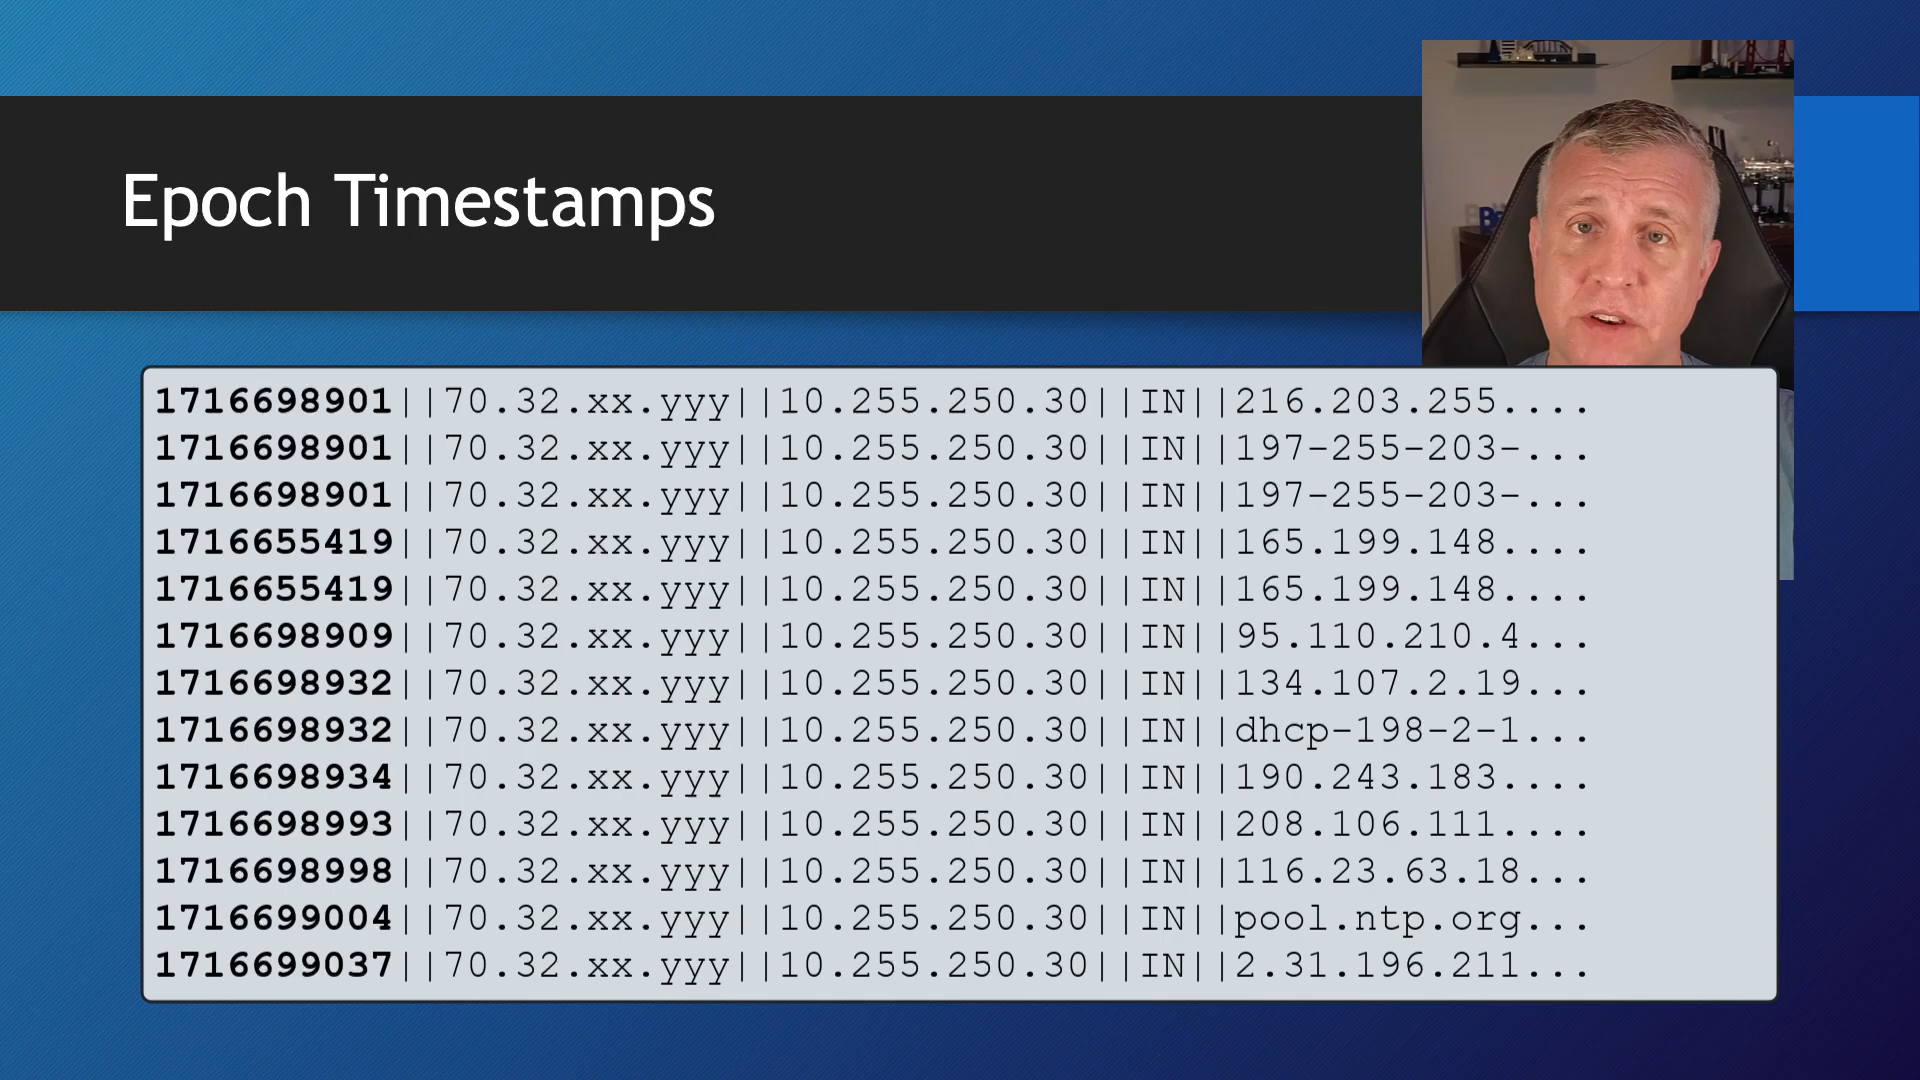 Epoch Timestamps
1716698901||70.32.xx.yyy||10.255.250.30||IN||216.203.255....
1716698901||70.32.xx.yyy||10.255.250.30||IN||197-255-203-...
1716698901||70.32.xx.yyy||10.255.250.30||IN||197-255-203-...
1716655419||70.32.xx.yyy||10.255.250.30||IN||165.199.148....
1716655419||70.32.xx.yyy||10.255.250.30||IN||165.199.148....
1716698909||70.32.xx.yyy||10.255.250.30||IN||95.110.210.4...
1716698932||70.32.xx.yyy||10.255.250.30||IN||134.107.2.19...
1716698932||70.32.xx.yyy||10.255.250.30||IN||dhcp-198-2-1...
1716698934||70.32.xx.yyy||10.255.250.30||IN||190.243.183....
1716698993||70.32.xx.yyy||10.255.250.30||IN||208.106.111....
1716698998||70.32.xx.yyy||10.255.250.30||IN||116.23.63.18...
1716699004||70.32.xx.yyy||10.255.250.30||IN||pool.ntp.org...
1716699037||70.32.xx.yyy||10.255.250.30||IN||2.31.196.211...